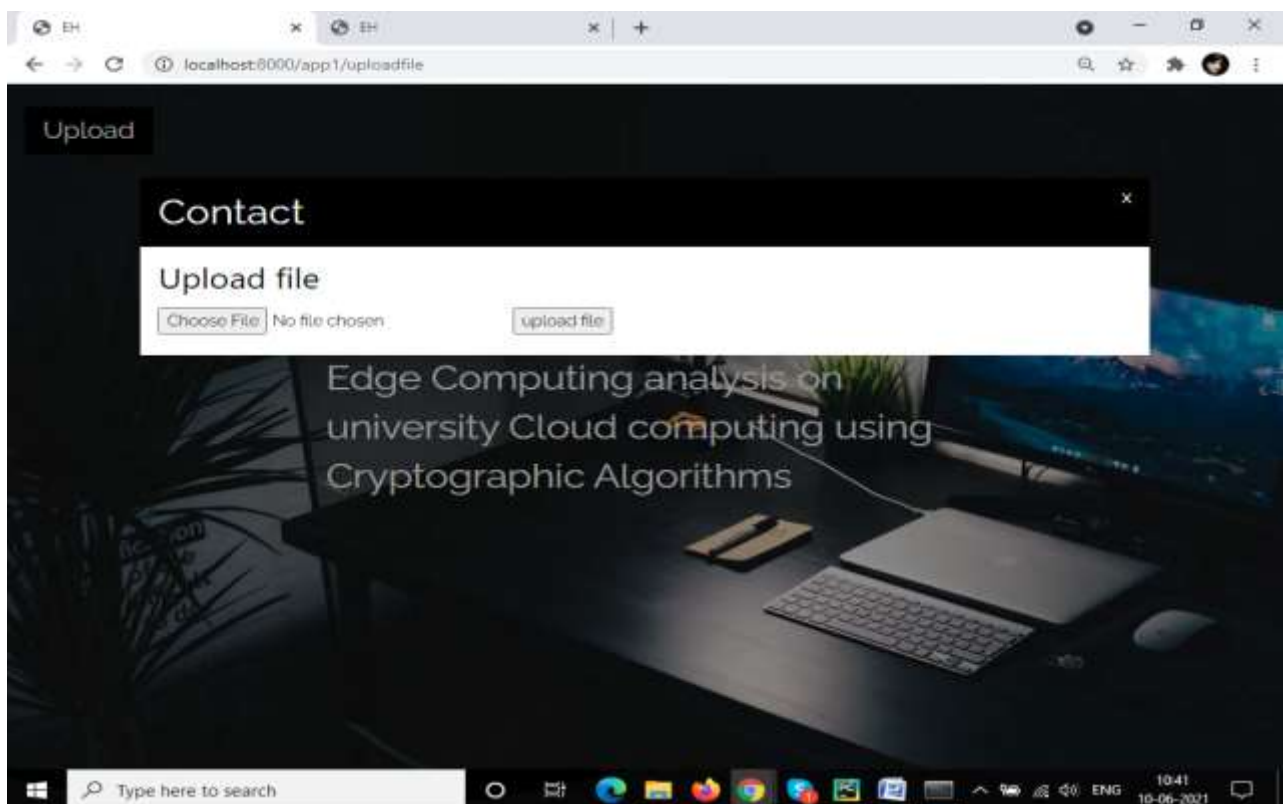 EH
EH
localhost:8000/app1/uploadfile
Upload
Contact
x
Upload file
Choose File No file chosen
upload file
Edge Computing analysis on
university Cloud computing using
Cryptographic Algorithms
Type here to search
ENG
10:41
10-06-2021